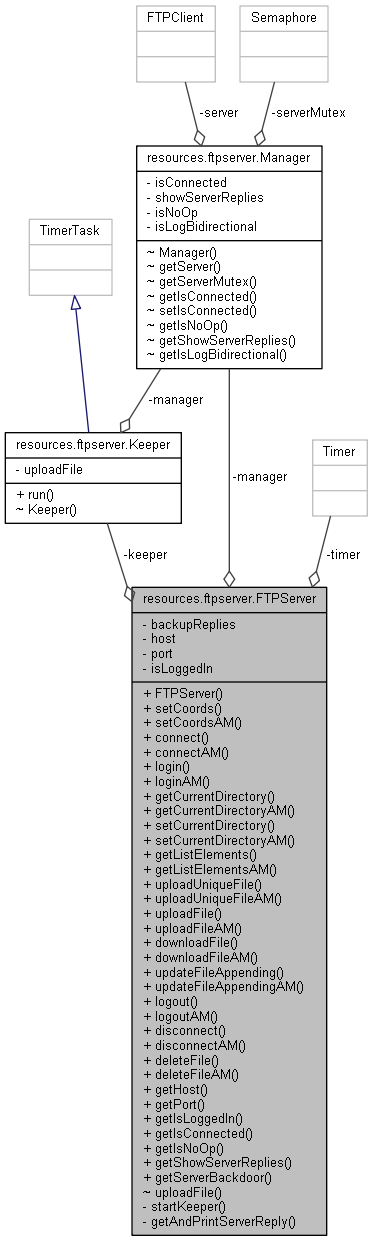 FTPClient
Semaphore
-server
-serverMutex
resources.ftpserver.Manager
- isConnected
- showServerReplies
- isNoOp
- isLogBidirectional
~ Manager()
~ getServer()
~ getServerMutex()
~ getIsConnected()
~ setIsConnected()
~ getIsNoOp()
~ getShowServerReplies()
~ getIsLogBidirectional()
TimerTask
-manager
resources.ftpserver.Keeper
- uploadFile
+ run()
~ Keeper()
-manager
Timer
-keeper
-timer
resources.ftpserver.FTPServer
- backupReplies
- host
- port
- isLoggedIn
+ FTPServer()
+ setCoords()
+ setCoordsAM()
+ connect()
+ connectAM()
+ login()
+ loginAM()
+ getCurrentDirectory()
+ getCurrentDirectoryAM()
+ setCurrentDirectory()
+ setCurrentDirectoryAM()
+ getListElements()
+ getListElementsAM()
+ uploadUniqueFile()
+ uploadUniqueFileAM()
+ uploadFile()
+ uploadFileAM()
+ downloadFile()
+ downloadFileAM()
+ updateFileAppending()
+ updateFileAppendingAM()
+ logout()
+ logoutAM()
+ disconnect()
+ disconnectAM()
+ deleteFile()
+ deleteFileAM()
+ getHost()
+ getPort()
+ getIsLoggedIn()
+ getIsConnected()
+ getIsNoOp()
+ getShowServerReplies()
+ getServerBackdoor()
~ uploadFile()
- startKeeper()
- getAndPrintServerReply()